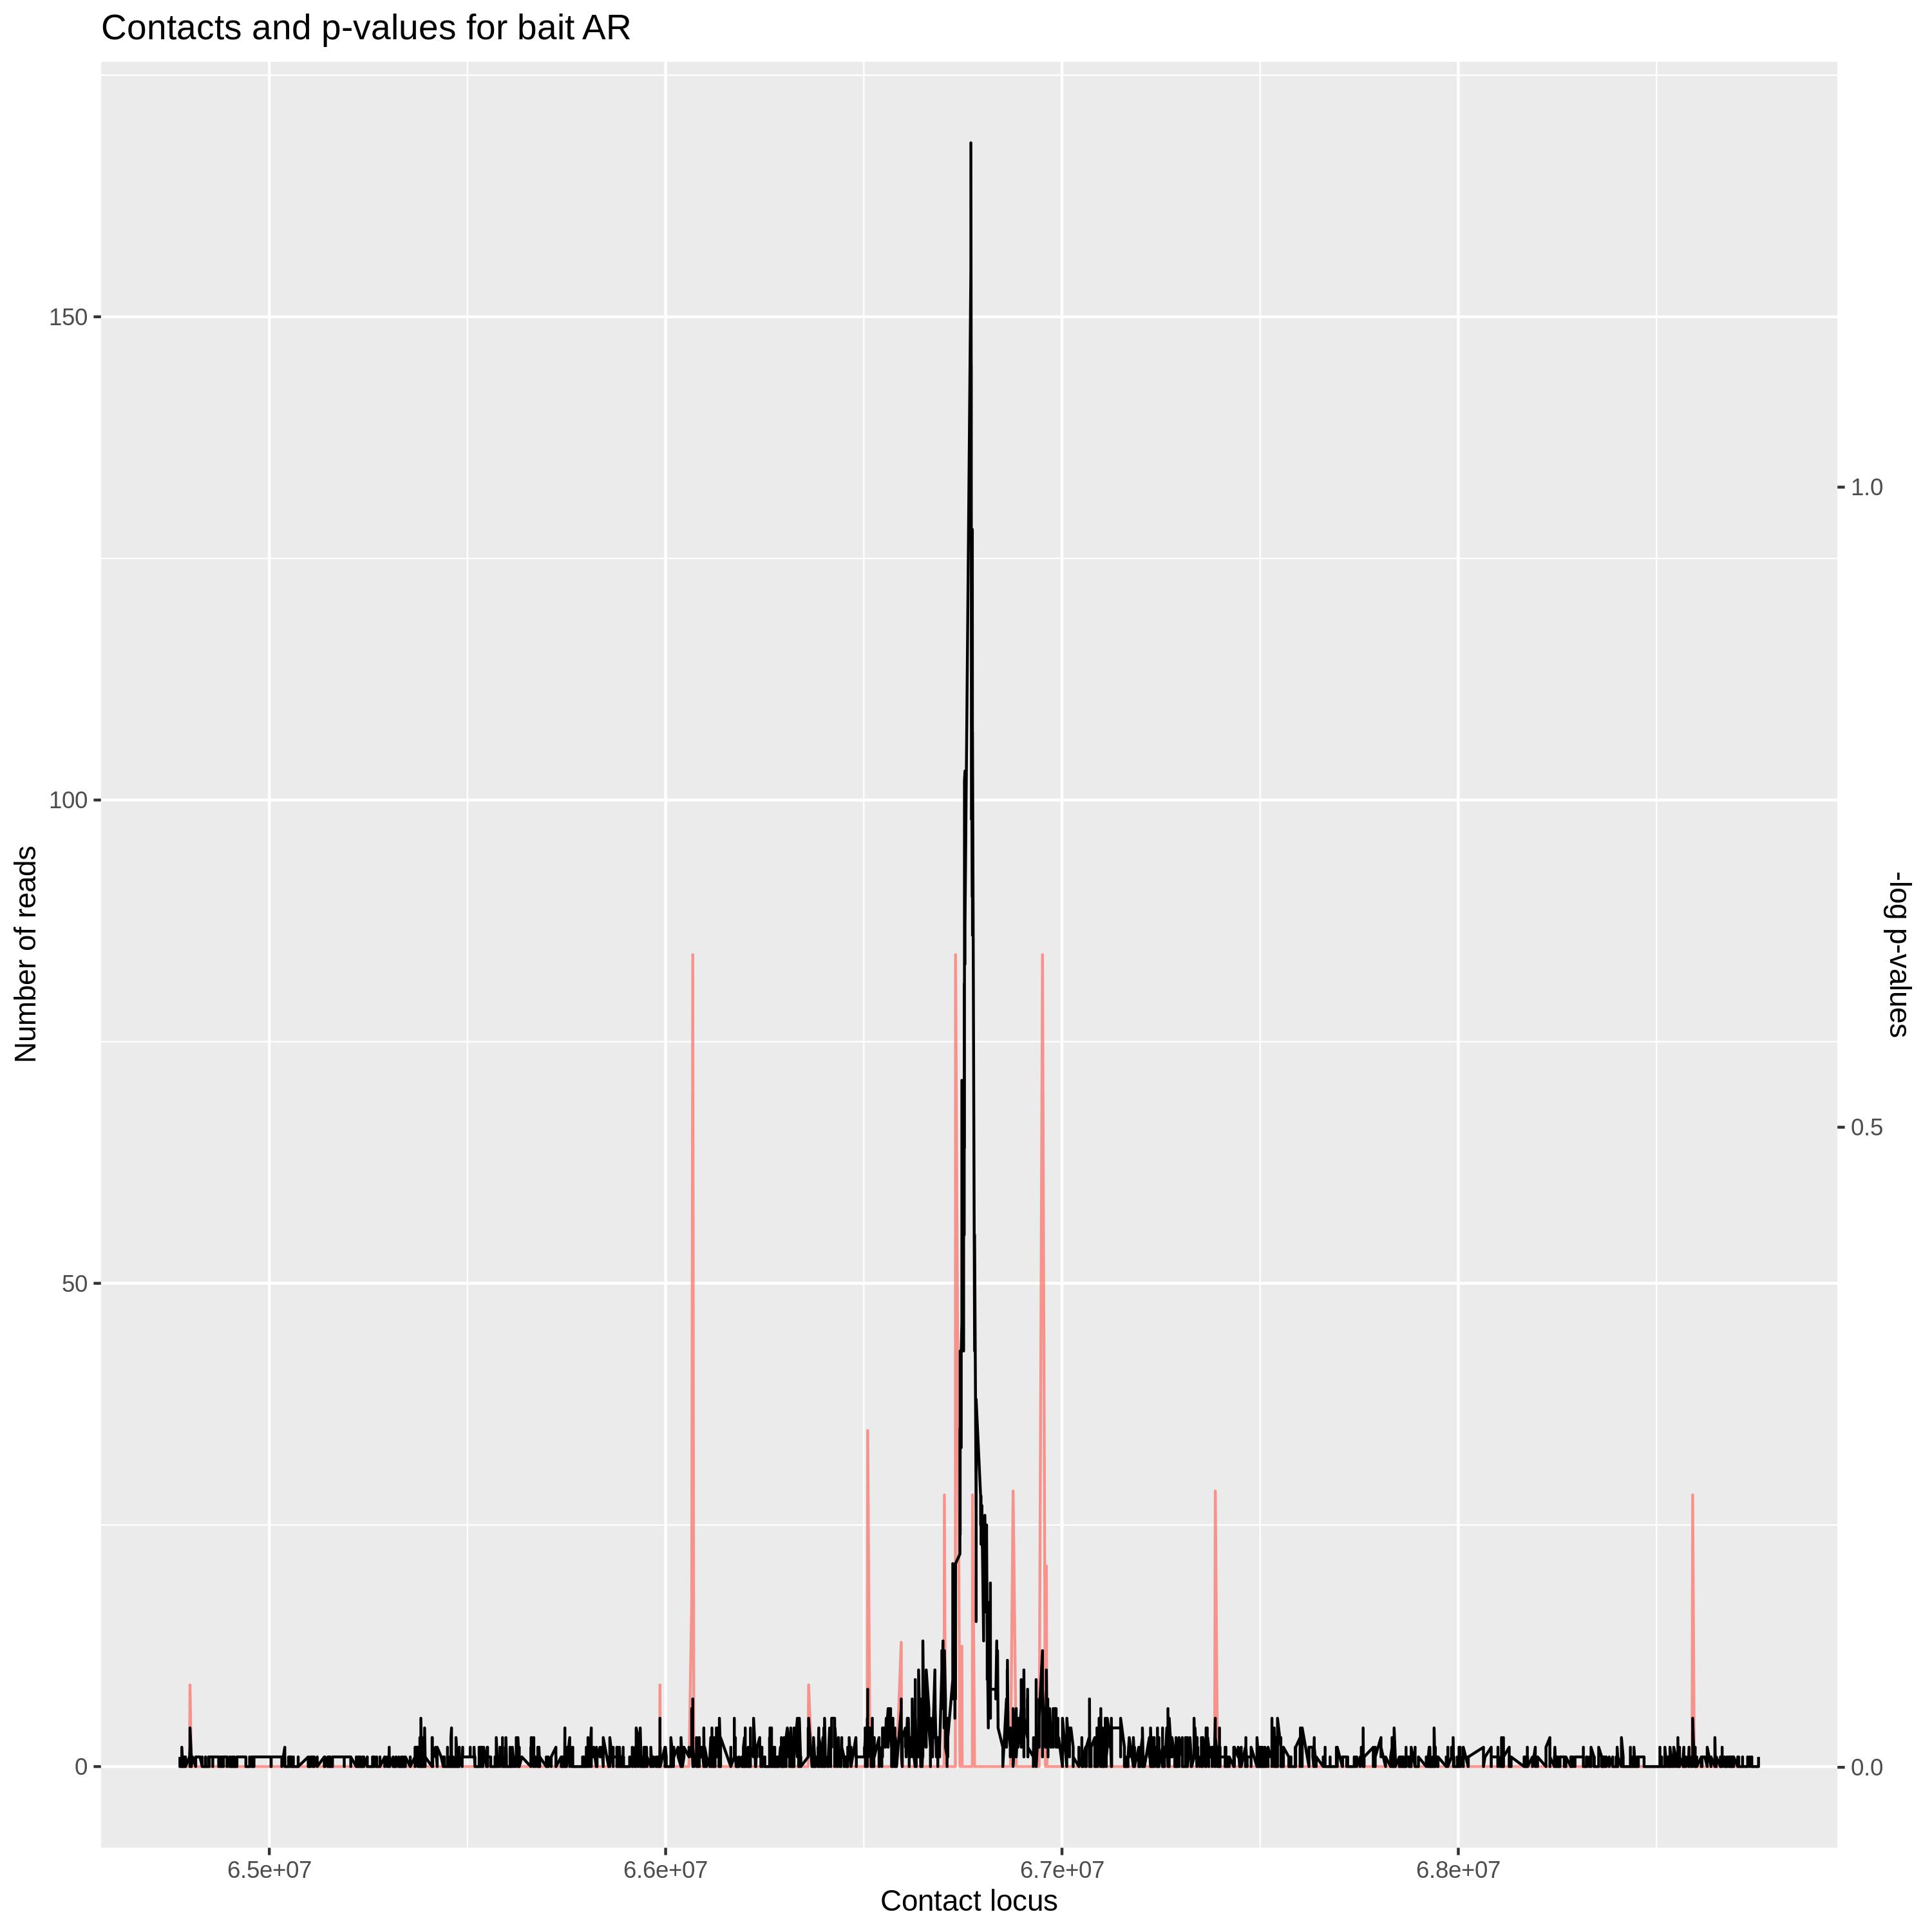 Contacts and p-values for bait AR
150
100
50
0
Number of reads
1.0
0.5
0.0
-log p-values
6.5e+07
6.6e+07
6.7e+07
6.8e+07
Contact locus